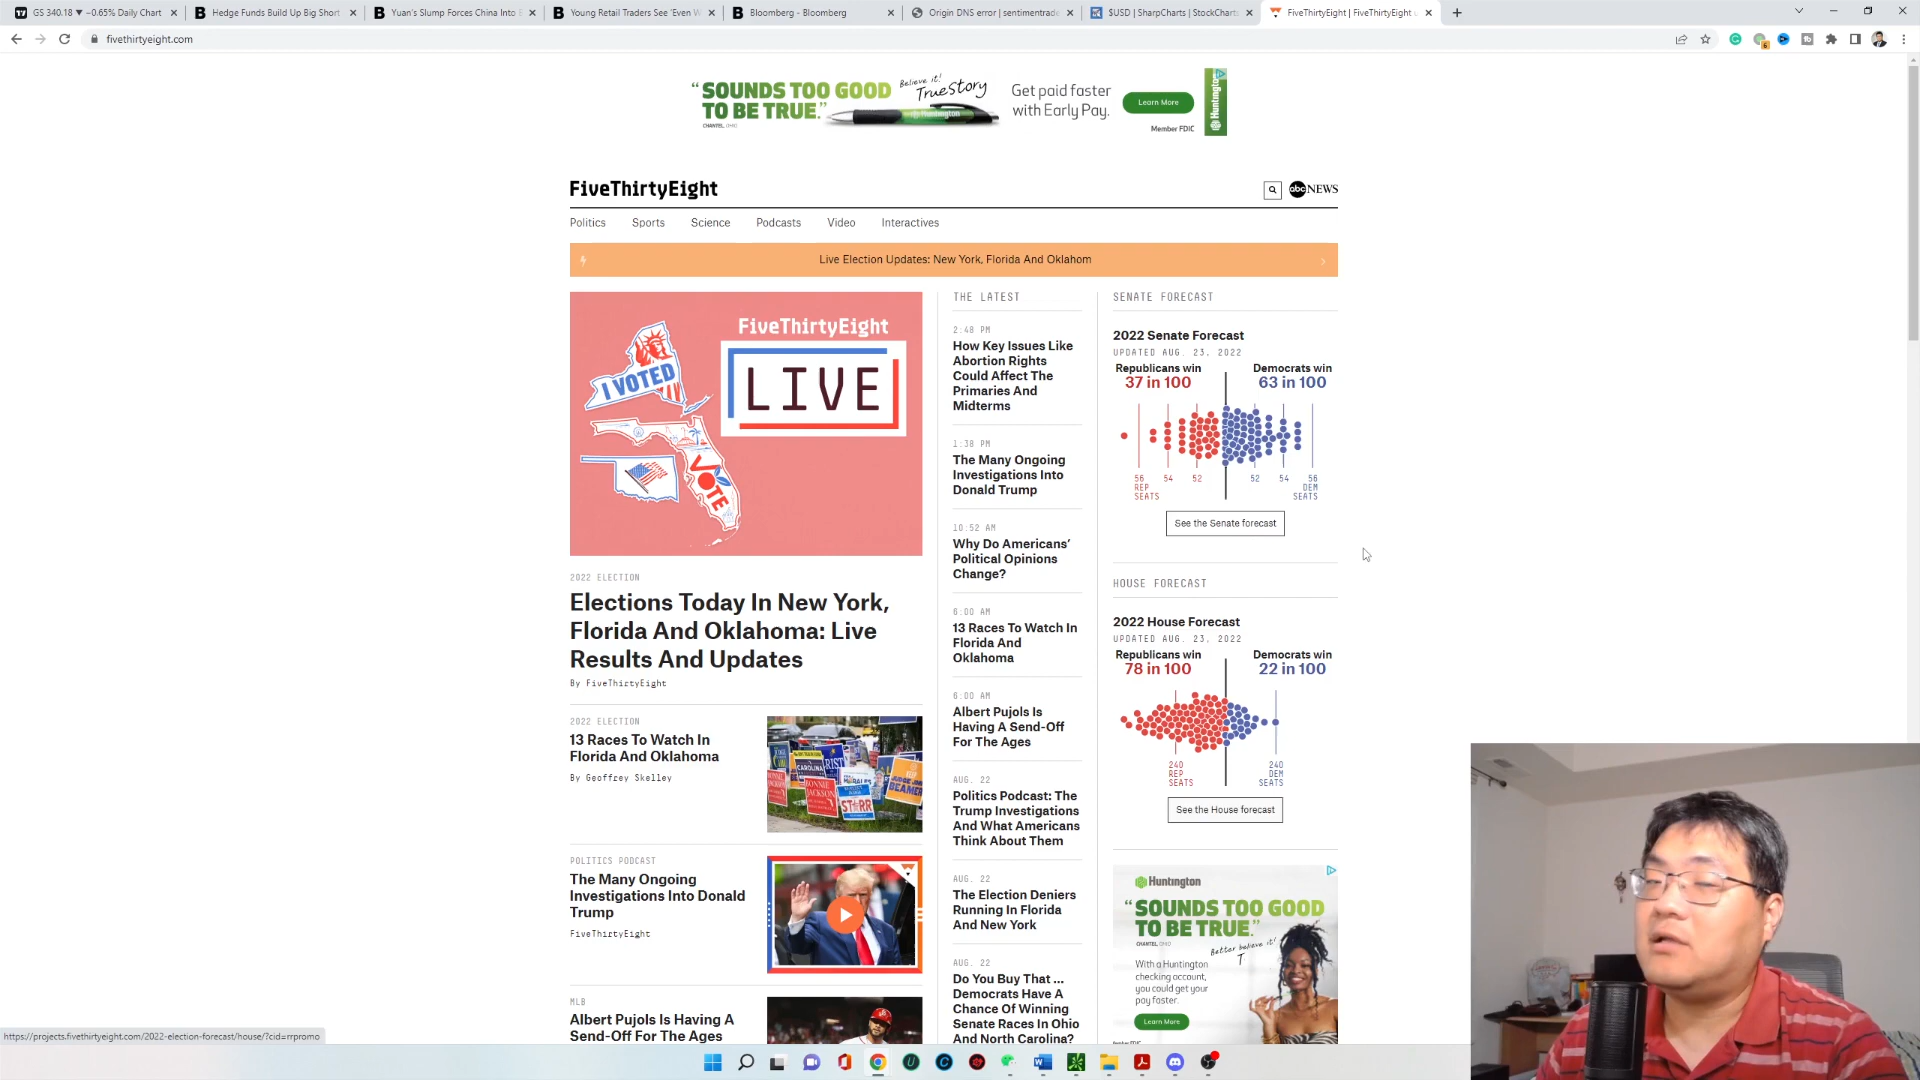 GS 340.18 ▼ −0.65% Daily Chart
Hedge Funds Build Up Big Short
Yuan's Slump Forces China Into
Young Retail Traders See 'Even W
Bloomberg - Bloomberg
Origin DNS error | sentimentrade
$USD | SharpCharts | StockCharts
FiveThirtyEight | FiveThirtyEight
fivethirtyeight.com
“SOUNDS TOO GOOD
TO BE TRUE.”
CHANTEL, OHIO
Believe it!
True Story
Huntington
Get paid faster
with Early Pay.
Learn More
Member FDIC
Huntington
FiveThirtyEight
abc NEWS
Politics
Sports
Science
Podcasts
Video
Interactives
Live Election Updates: New York, Florida And Oklahom
I VOTED
VOTE
FiveThirtyEight
LIVE
2022 ELECTION
Elections Today In New York,
Florida And Oklahoma: Live
Results And Updates
By FiveThirtyEight
2022 ELECTION
13 Races To Watch In
Florida And Oklahoma
By Geoffrey Skelley
POLITICS PODCAST
The Many Ongoing
Investigations Into Donald
Trump
FiveThirtyEight
MLB
Albert Pujols Is Having A
Send-Off For The Ages
THE LATEST
2:48 PM
How Key Issues Like
Abortion Rights
Could Affect The
Primaries And
Midterms
1:38 PM
The Many Ongoing
Investigations Into
Donald Trump
10:52 AM
Why Do Americans’
Political Opinions
Change?
6:00 AM
13 Races To Watch In
Florida And
Oklahoma
6:00 AM
Albert Pujols Is
Having A Send-Off
For The Ages
AUG. 22
Politics Podcast: The
Trump Investigations
And What Americans
Think About Them
AUG. 22
The Election Deniers
Running In Florida
And New York
AUG. 22
Do You Buy That ...
Democrats Have A
Chance Of Winning
Senate Races In Ohio
And North Carolina?
SENATE FORECAST
2022 Senate Forecast
UPDATED AUG. 23, 2022
Republicans win
37 in 100
Democrats win
63 in 100
56 54 52 52 54 56
REP SEATS
DEM SEATS
See the Senate forecast
HOUSE FORECAST
2022 House Forecast
UPDATED AUG. 23, 2022
Republicans win
78 in 100
Democrats win
22 in 100
240 REP SEATS
240 DEM SEATS
See the House forecast
Huntington
“SOUNDS TOO GOOD
TO BE TRUE.”
CHANTEL, OHIO
Better believe it!
With a Huntington
checking account,
you could get your
pay faster.
Learn More
https://projects.fivethirtyeight.com/2022-election-forecast/house/?cid=rrpromo